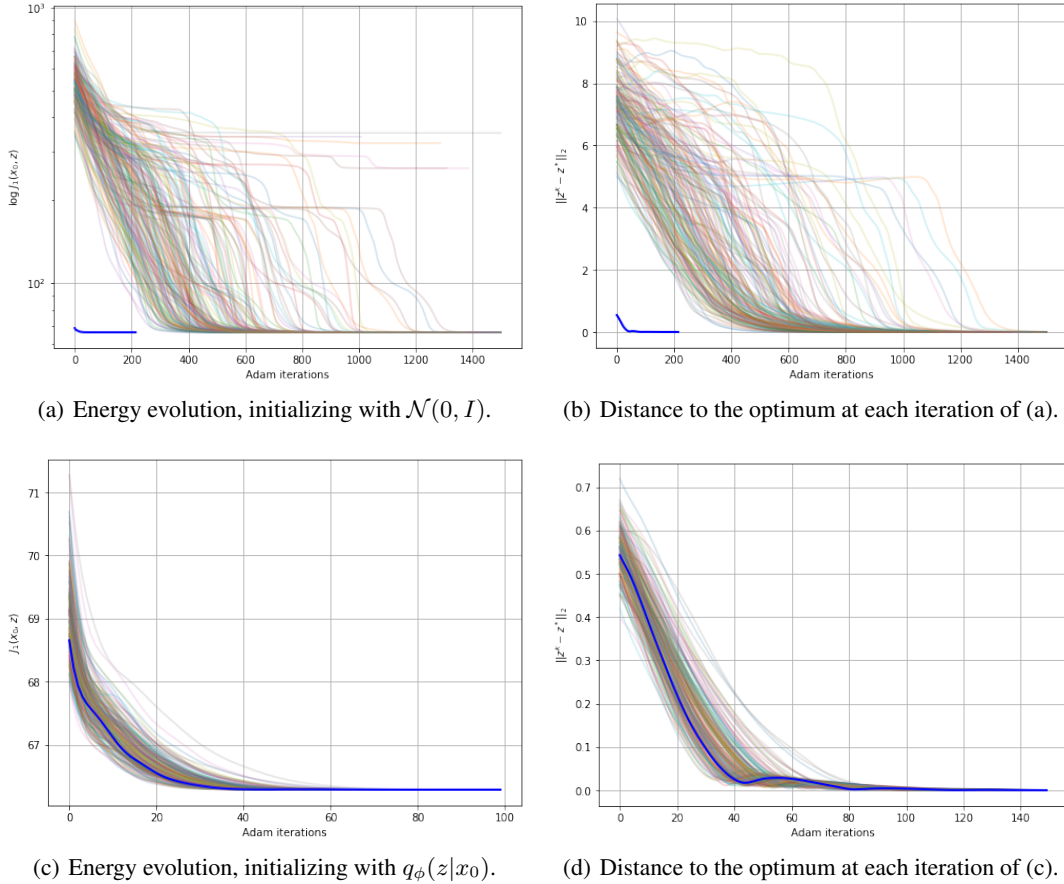 10³
10²
log J₁(x₀, z)
0 200 400 600 800 1000 1200 1400
Adam iterations
(a) Energy evolution, initializing with 𝒩(0, I).
10
8
6
4
2
0
||zᵏ − z*||₂
0 200 400 600 800 1000 1200 1400
Adam iterations
(b) Distance to the optimum at each iteration of (a).
71
70
69
68
67
J₁(x₀, z)
0 20 40 60 80 100
Adam iterations
(c) Energy evolution, initializing with qϕ(z|x₀).
0.7
0.6
0.5
0.4
0.3
0.2
0.1
0.0
||zᵏ − z*||₂
0 20 40 60 80 100 120 140
Adam iterations
(d) Distance to the optimum at each iteration of (c).